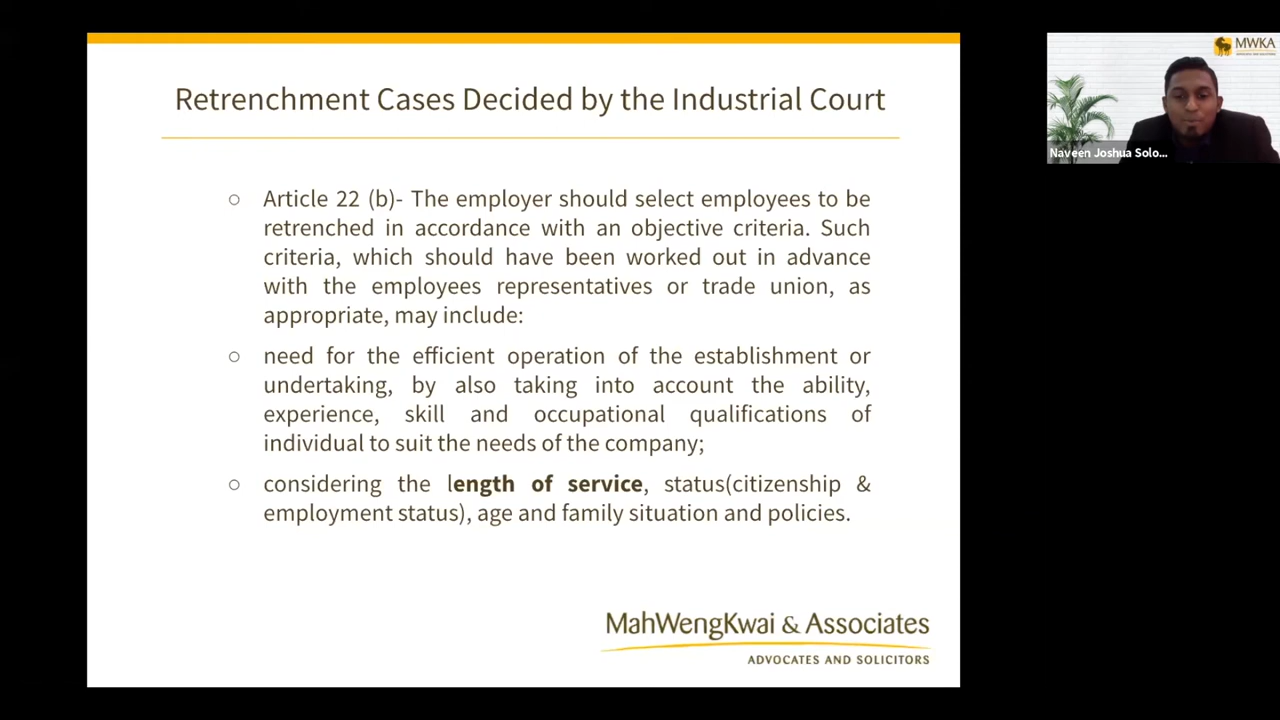 Retrenchment Cases Decided by the Industrial Court
○ Article 22 (b)- The employer should select employees to be
retrenched in accordance with an objective criteria. Such
criteria, which should have been worked out in advance
with the employees representatives or trade union, as
appropriate, may include:
○ need for the efficient operation of the establishment or
undertaking, by also taking into account the ability,
experience, skill and occupational qualifications of
individual to suit the needs of the company;
○ considering the length of service, status(citizenship &
employment status), age and family situation and policies.
MahWengKwai & Associates
ADVOCATES AND SOLICITORS
MWKA
Naveen Joshua Solo...